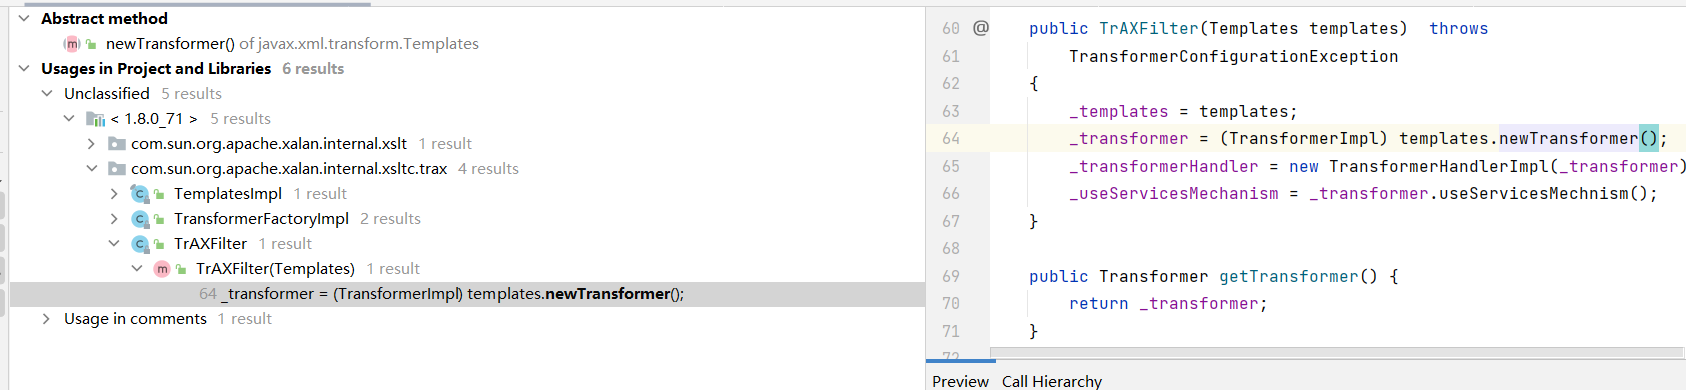 Abstract method
newTransformer() of javax.xml.transform.Templates
Usages in Project and Libraries 6 results
Unclassified 5 results
< 1.8.0_71 > 5 results
com.sun.org.apache.xalan.internal.xslt 1 result
com.sun.org.apache.xalan.internal.xsltc.trax 4 results
TemplatesImpl 1 result
TransformerFactoryImpl 2 results
TrAXFilter 1 result
TrAXFilter(Templates) 1 result
64 _transformer = (TransformerImpl) templates.newTransformer();
Usage in comments 1 result
60 @ public TrAXFilter(Templates templates) throws
61 TransformerConfigurationException
62 {
63 _templates = templates;
64 _transformer = (TransformerImpl) templates.newTransformer();
65 _transformerHandler = new TransformerHandlerImpl(_transformer)
66 _useServicesMechanism = _transformer.useServicesMechnism();
67 }
68
69 public Transformer getTransformer() {
70 return _transformer;
71 }
72
Preview Call Hierarchy